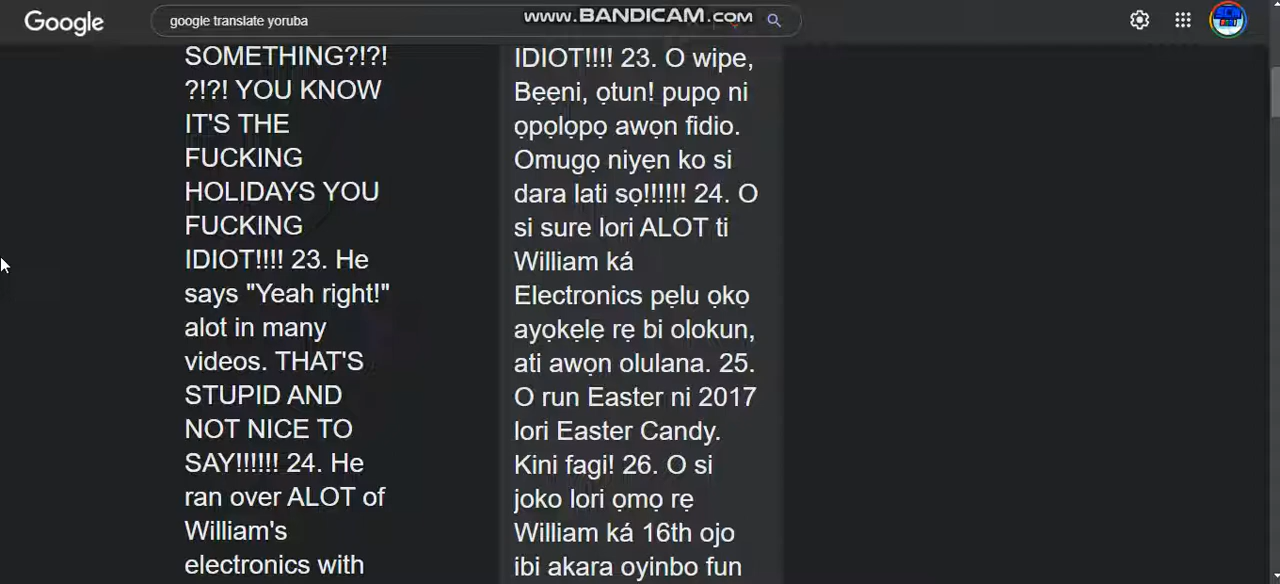 www.BANDICAM.com
Google
google translate yoruba
SOMETHING?!?!
?!?! YOU KNOW
IT'S THE
FUCKING
HOLIDAYS YOU
FUCKING
IDIOT!!!! 23. He
says "Yeah right!"
alot in many
videos. THAT'S
STUPID AND
NOT NICE TO
SAY!!!!!! 24. He
ran over ALOT of
William's
electronics with
IDIOT!!!! 23. O wipe,
Bẹẹni, ọtun! pupọ ni
ọpọlọpọ awọn fidio.
Omugọ niyẹn ko si
dara lati sọ!!!!!! 24. O
si sure lori ALOT ti
William ká
Electronics pẹlu ọkọ
ayọkẹlẹ rẹ bi olokun,
ati awọn olulana. 25.
O run Easter ni 2017
lori Easter Candy.
Kini fagi! 26. O si
joko lori ọmọ rẹ
William ká 16th ojo
ibi akara oyinbo fun